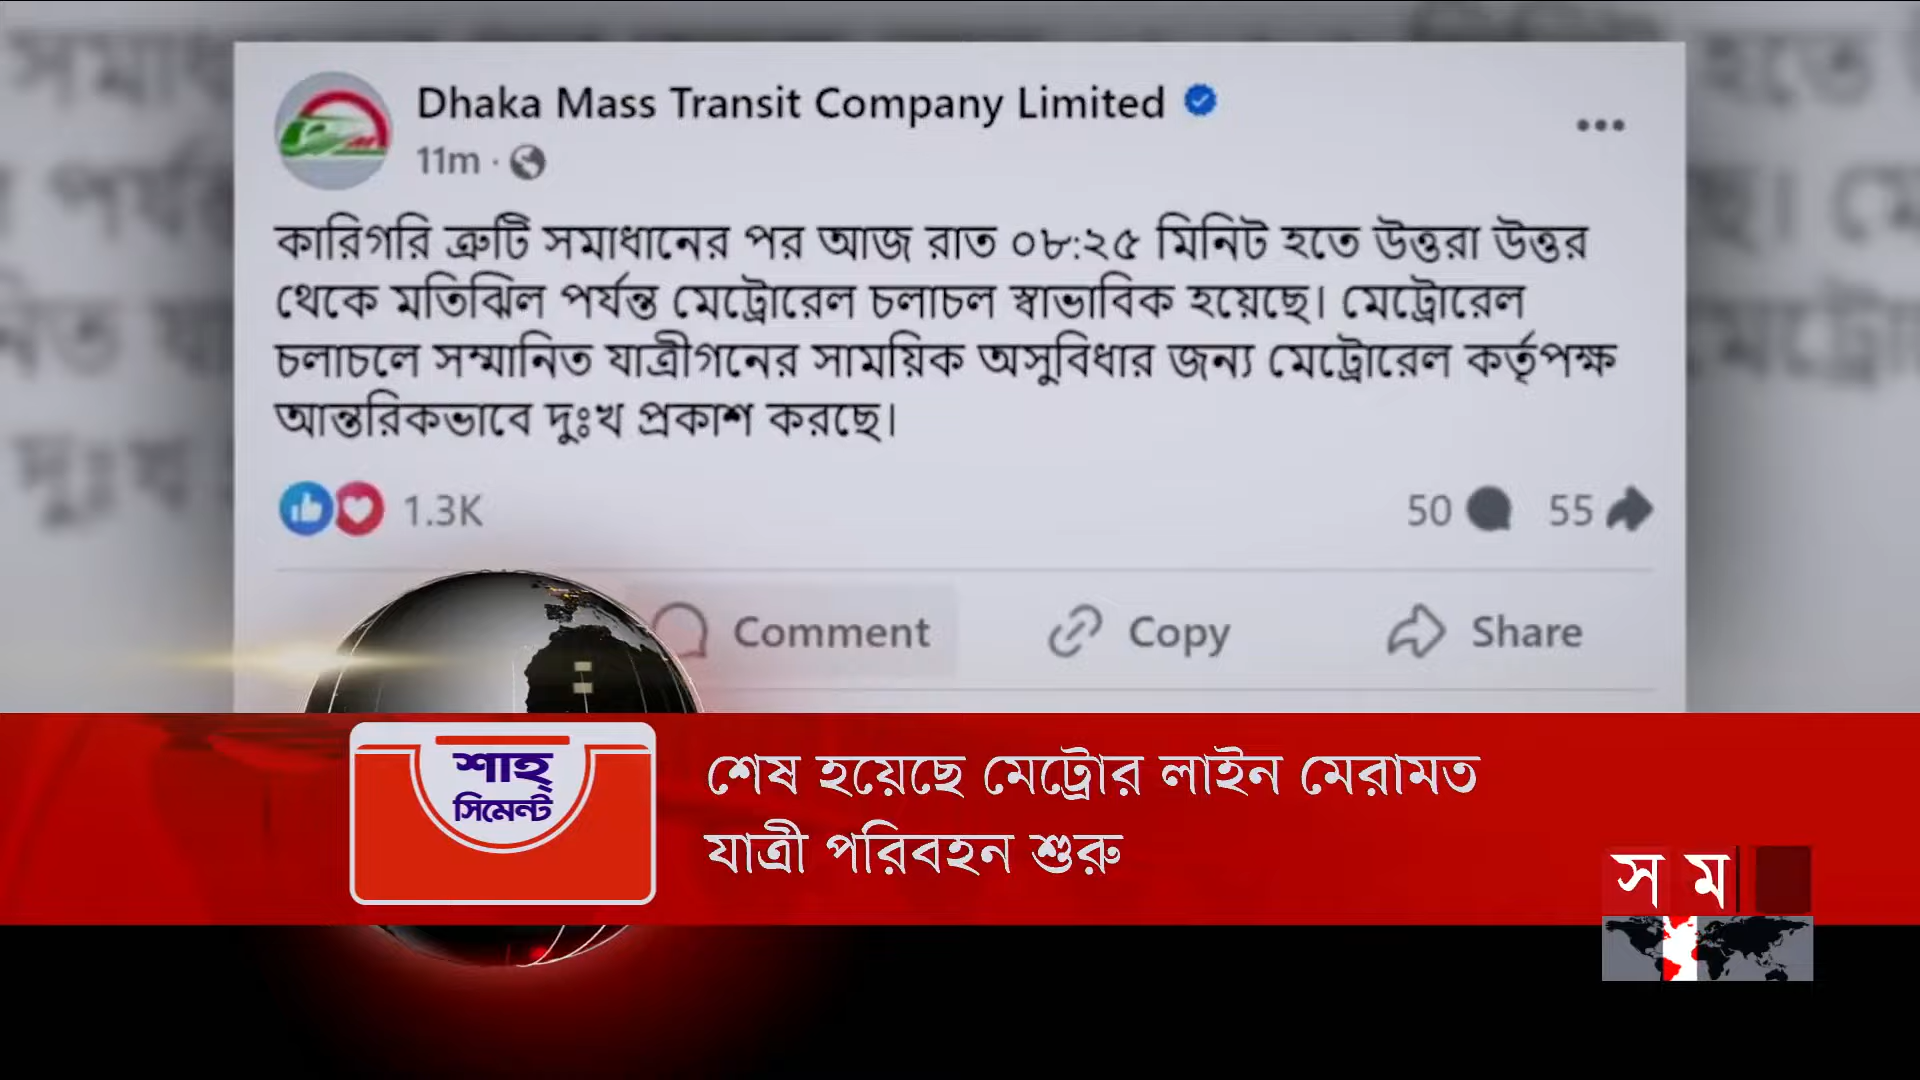 Dhaka Mass Transit Company Limited
11m ·
কারিগরি ত্রুটি সমাধানের পর আজ রাত ০৮:২৫ মিনিট হতে উত্তরা উত্তর
থেকে মতিঝিল পর্যন্ত মেট্রোরেল চলাচল স্বাভাবিক হয়েছে। মেট্রোরেল
চলাচলে সম্মানিত যাত্রীগনের সাময়িক অসুবিধার জন্য মেট্রোরেল কর্তৃপক্ষ
আন্তরিকভাবে দুঃখ প্রকাশ করছে।
1.3K 50 55
Comment Copy Share
শাহ্
সিমেন্ট
শেষ হয়েছে মেট্রোর লাইন মেরামত
যাত্রী পরিবহন শুরু
স ম